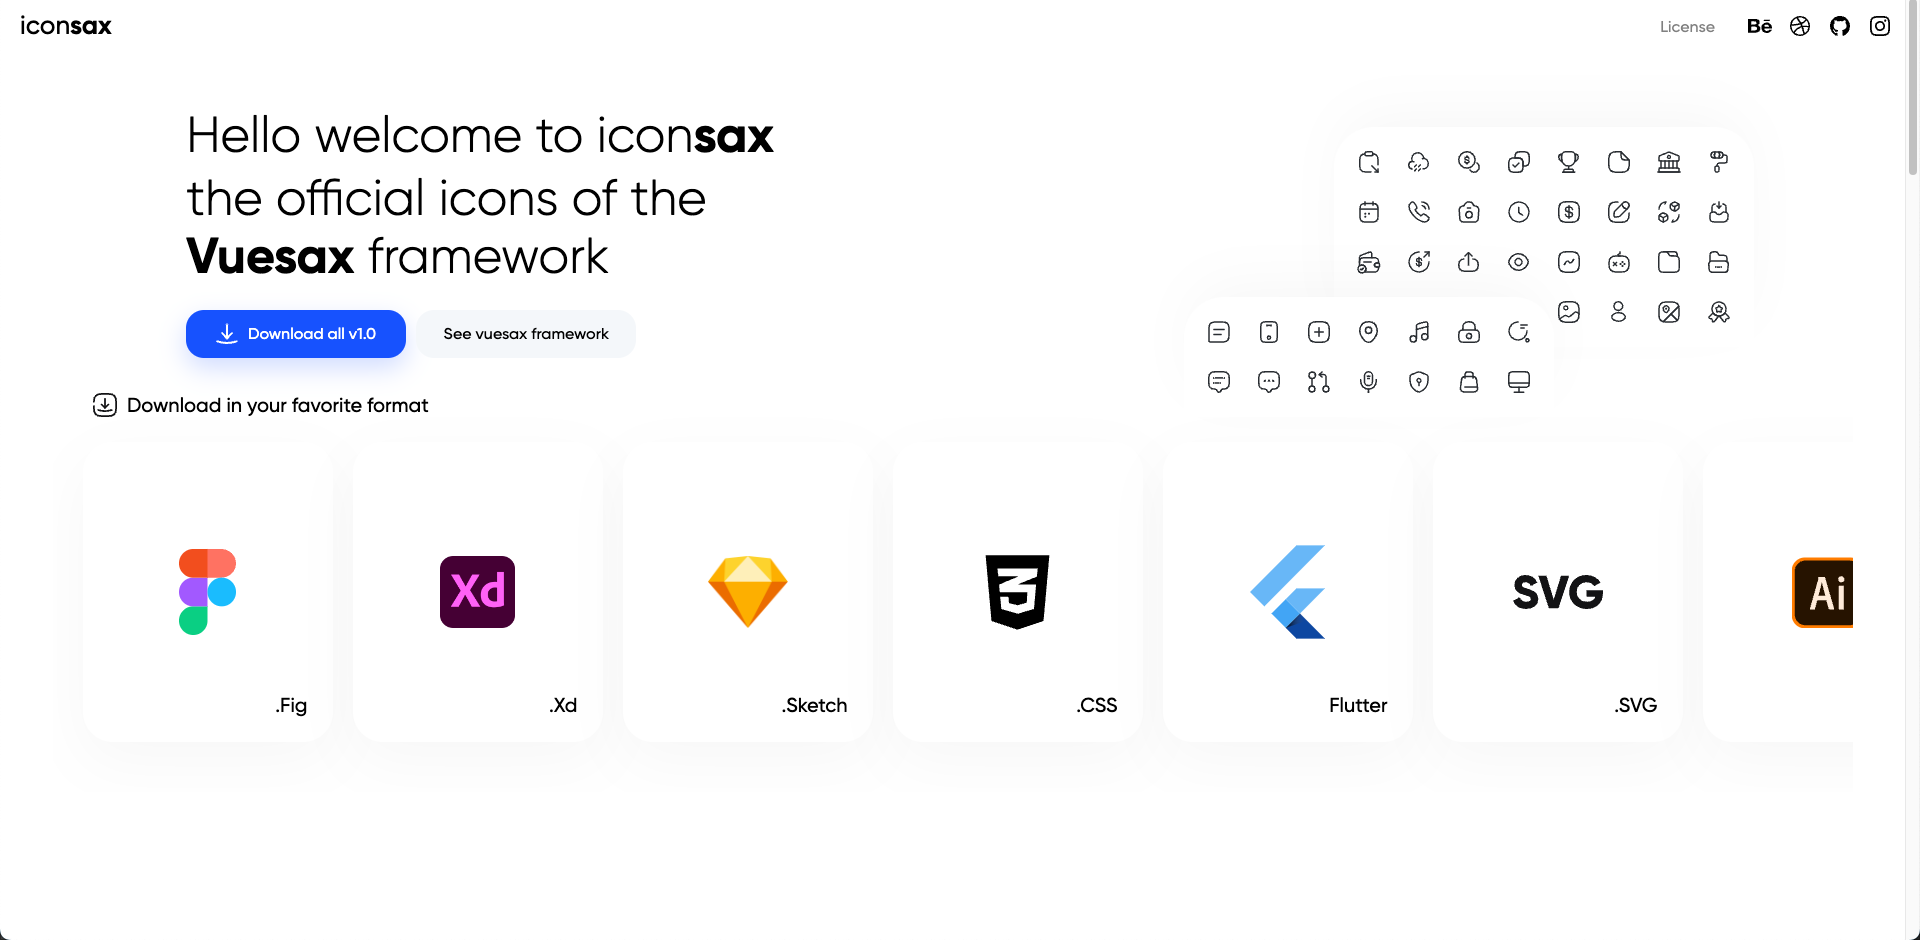 iconsax
License
Bē
Hello welcome to iconsax
the official icons of the
Vuesax framework
Download all v1.0
See vuesax framework
Download in your favorite format
Xd
SVG
Ai
.Fig
.Xd
.Sketch
.CSS
Flutter
.SVG